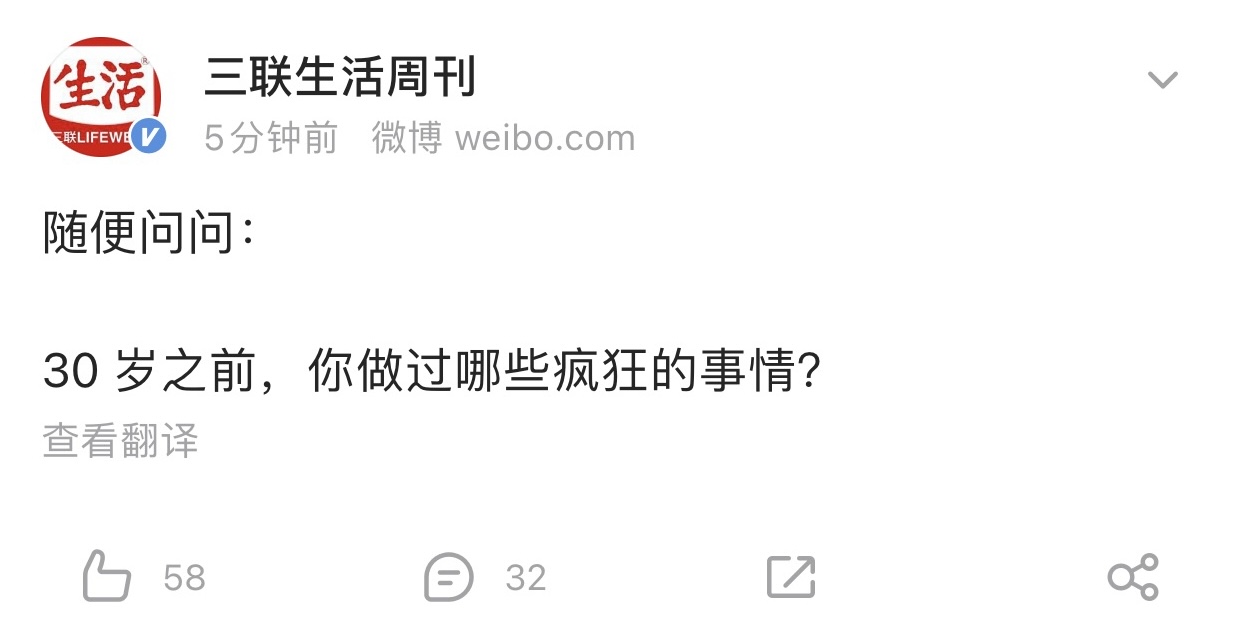 生活
三联LIFEWE
三联生活周刊
5分钟前 微博 weibo.com
随便问问：
30 岁之前，你做过哪些疯狂的事情？
查看翻译
58 32